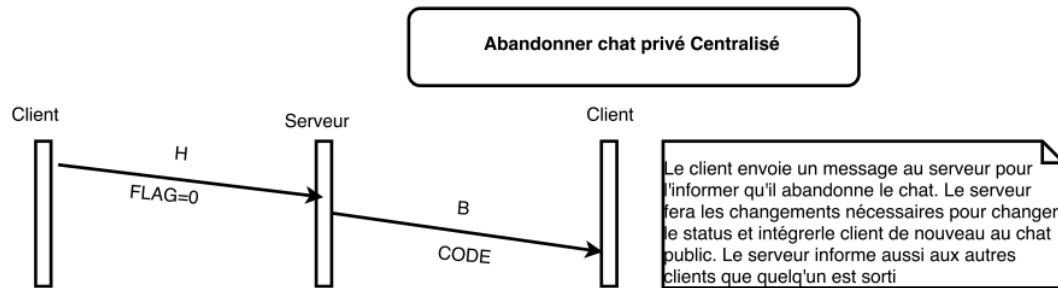 Abandonner chat privé Centralisé
Client
Serveur
Client
H
FLAG=0
B
CODE
Le client envoie un message au serveur pour
l'informer qu'il abandonne le chat. Le serveur
fera les changements nécessaires pour changer
le status et intégrerle client de nouveau au chat
public. Le serveur informe aussi aux autres
clients que quelq'un est sorti